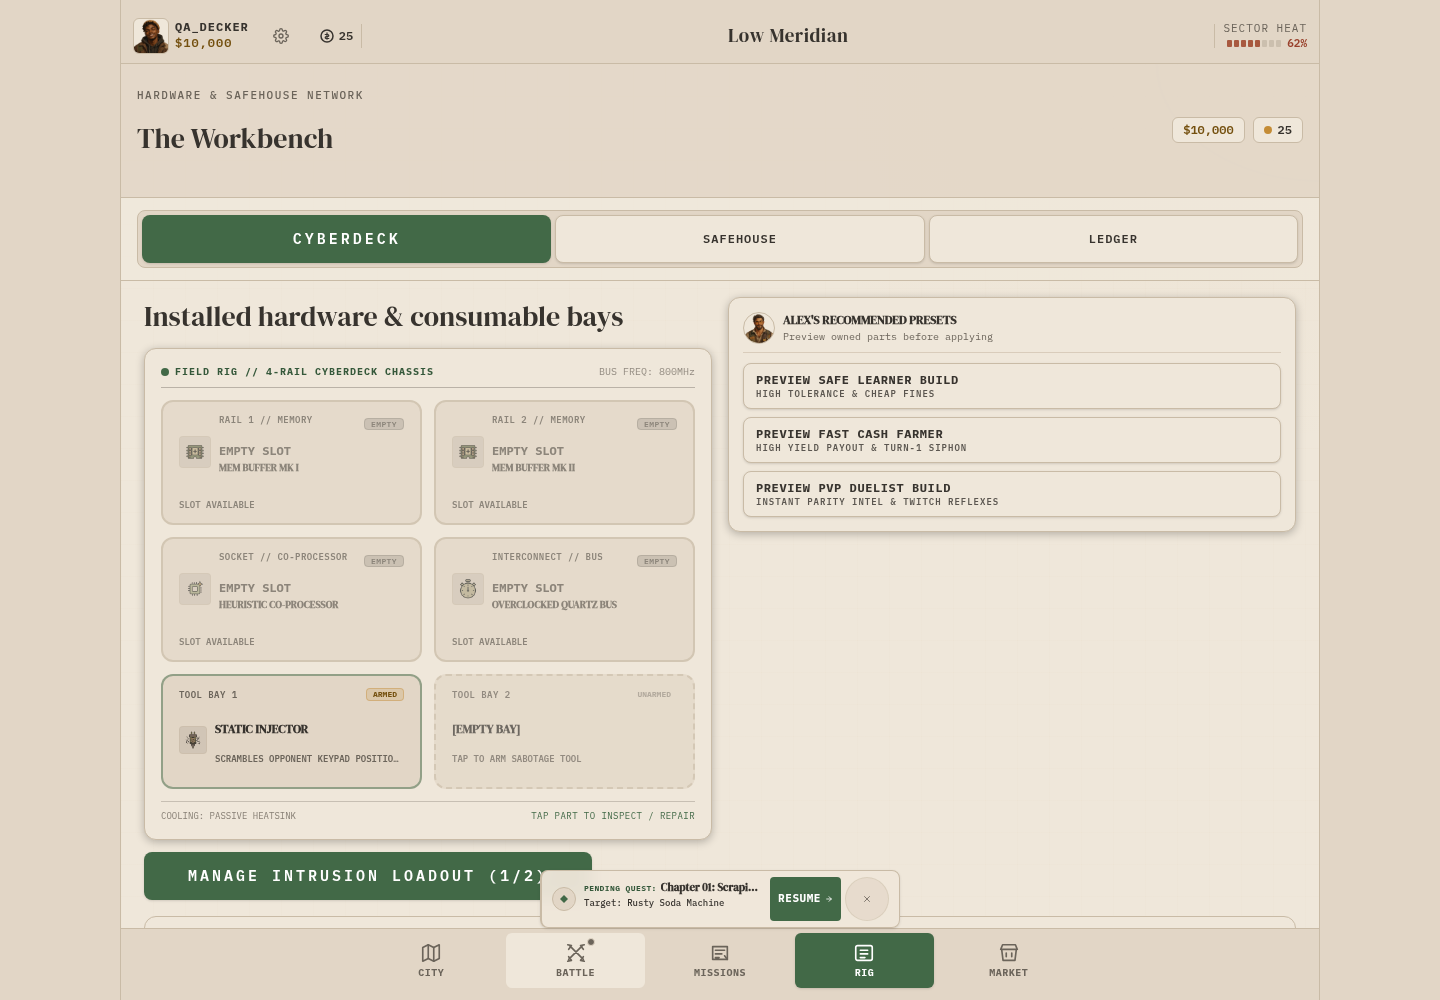 QA_DECKER
$10,000
25
Low Meridian
SECTOR HEAT
62%
HARDWARE & SAFEHOUSE NETWORK
The Workbench
$10,000
25
CYBERDECK
SAFEHOUSE
LEDGER
Installed hardware & consumable bays
FIELD RIG // 4-RAIL CYBERDECK CHASSIS
BUS FREQ: 800MHz
RAIL 1 // MEMORY
EMPTY
EMPTY SLOT
MEM BUFFER MK I
SLOT AVAILABLE
RAIL 2 // MEMORY
EMPTY
EMPTY SLOT
MEM BUFFER MK II
SLOT AVAILABLE
SOCKET // CO-PROCESSOR
EMPTY
EMPTY SLOT
HEURISTIC CO-PROCESSOR
SLOT AVAILABLE
INTERCONNECT // BUS
EMPTY
EMPTY SLOT
OVERCLOCKED QUARTZ BUS
SLOT AVAILABLE
TOOL BAY 1
ARMED
STATIC INJECTOR
SCRAMBLES OPPONENT KEYPAD POSITIO…
TOOL BAY 2
UNARMED
[EMPTY BAY]
TAP TO ARM SABOTAGE TOOL
COOLING: PASSIVE HEATSINK
TAP PART TO INSPECT / REPAIR
MANAGE INTRUSION LOADOUT (1/2)
ALEX'S RECOMMENDED PRESETS
Preview owned parts before applying
PREVIEW SAFE LEARNER BUILD
HIGH TOLERANCE & CHEAP FINES
PREVIEW FAST CASH FARMER
HIGH YIELD PAYOUT & TURN-1 SIPHON
PREVIEW PVP DUELIST BUILD
INSTANT PARITY INTEL & TWITCH REFLEXES
PENDING QUEST: Chapter 01: Scrapi...
Target: Rusty Soda Machine
RESUME →
×
CITY
BATTLE
MISSIONS
RIG
MARKET